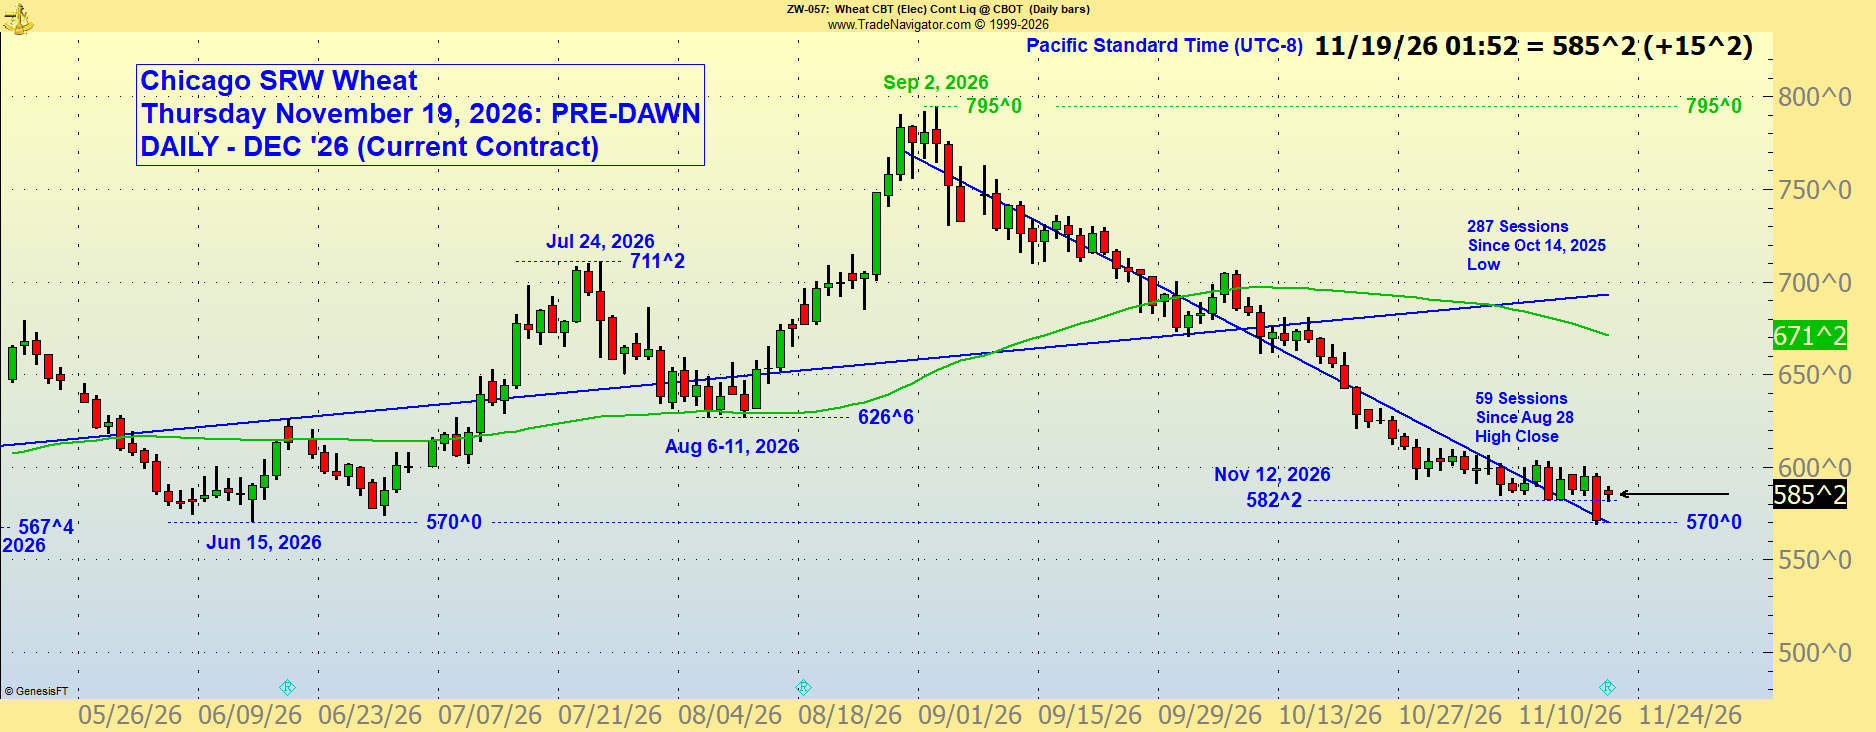 ZW-057: Wheat CBT (Elec) Cont Liq @ CBOT (Daily bars)
www.TradeNavigator.com © 1999-2026
Pacific Standard Time (UTC-8) 11/19/26 01:52 = 585^2 (+15^2)
Chicago SRW Wheat
Thursday November 19, 2026: PRE-DAWN
DAILY - DEC '26 (Current Contract)
Sep 2, 2026
795^0
795^0
800^0
750^0
287 Sessions
Since Oct 14, 2025
Low
Jul 24, 2026
711^2
700^0
671^2
650^0
59 Sessions
Since Aug 28
High Close
626^6
Aug 6-11, 2026
600^0
Nov 12, 2026
582^2
585^2
567^4
2026
570^0
570^0
Jun 15, 2026
550^0
500^0
R
R
R
© GenesisFT
05/26/26 06/09/26 06/23/26 07/07/26 07/21/26 08/04/26 08/18/26 09/01/26 09/15/26 09/29/26 10/13/26 10/27/26 11/10/26 11/24/26